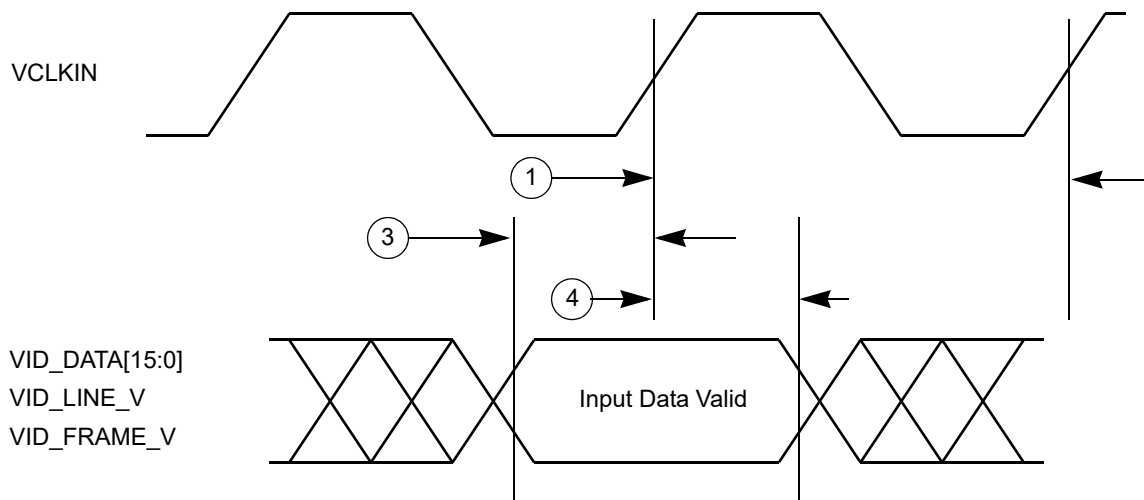 VCLKIN
1
3
4
VID_DATA[15:0]
VID_LINE_V
Input Data Valid
VID_FRAME_V